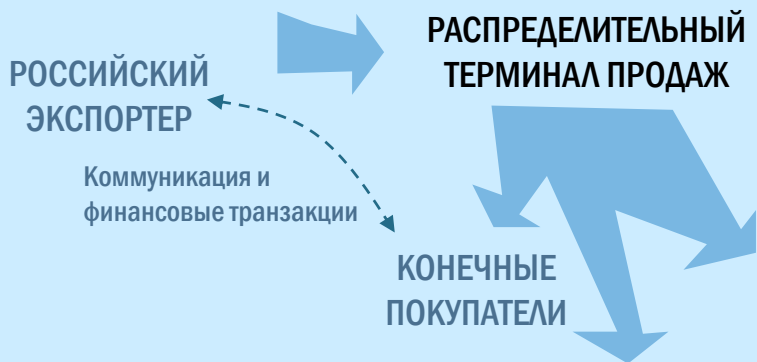 РАСПРЕДЕЛИТЕЛЬНЫЙ
ТЕРМИНАЛ ПРОДАЖ
РОССИЙСКИЙ
ЭКСПОРТЕР
Коммуникация и
финансовые транзакции
КОНЕЧНЫЕ
ПОКУПАТЕЛИ